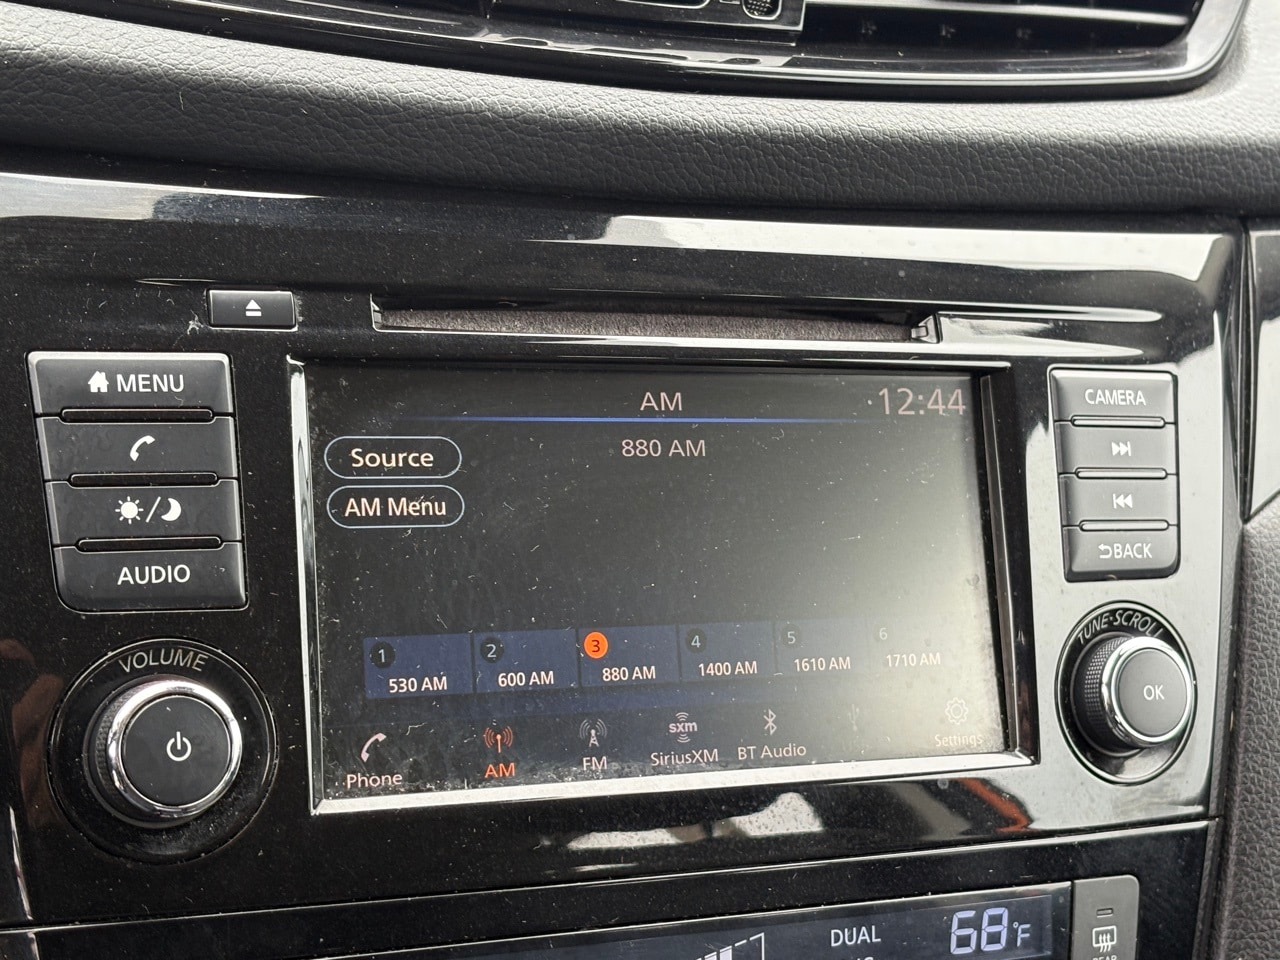 MENU
AUDIO
VOLUME
AM
12:44
880 AM
Source
AM Menu
1
530 AM
2
600 AM
3
880 AM
4
1400 AM
5
1610 AM
6
1710 AM
Phone
AM
FM
sxm
SiriusXM
BT Audio
Settings
CAMERA
BACK
TUNE·SCROLL
OK
DUAL
68°F